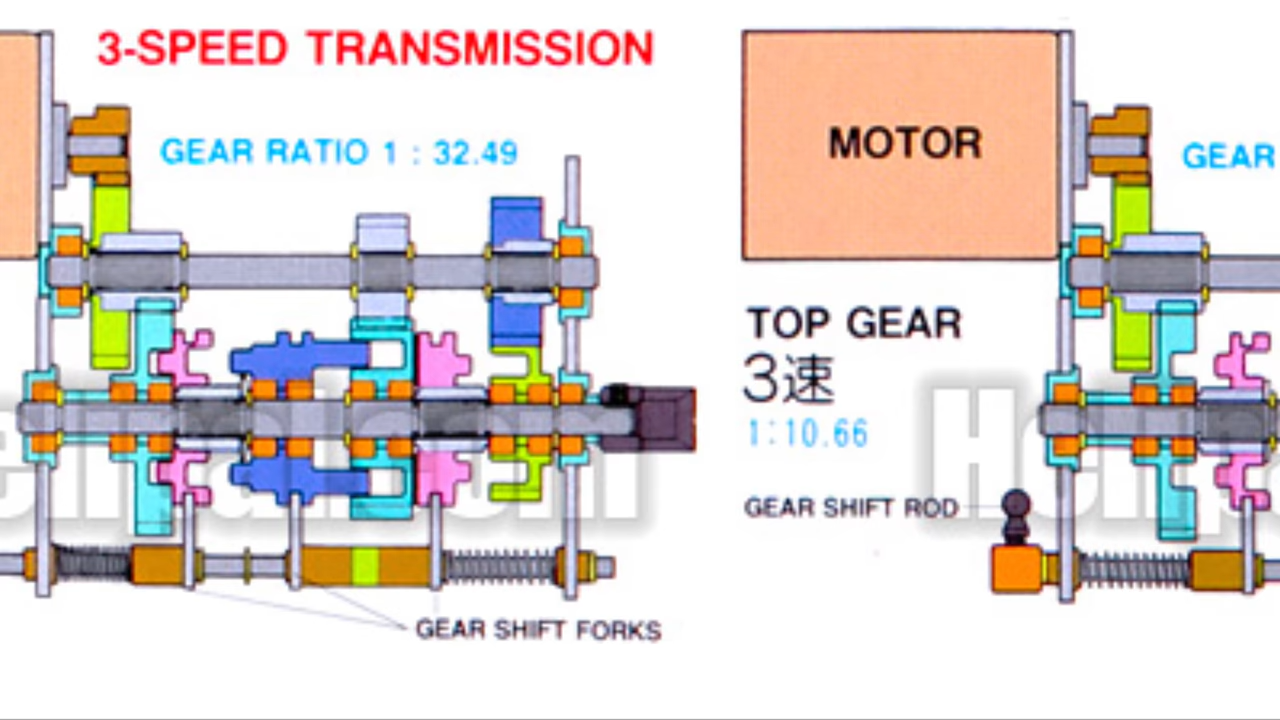 3-SPEED TRANSMISSION
GEAR RATIO 1 : 32.49
GEAR SHIFT FORKS
MOTOR
GEAR
TOP GEAR
3速
1:10.66
GEAR SHIFT ROD